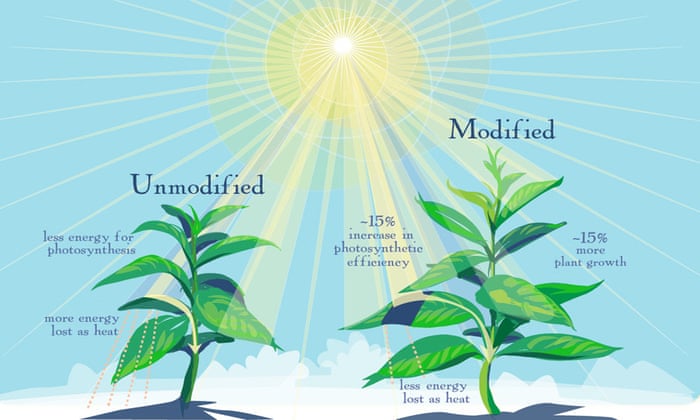 Unmodified
less energy for
photosynthesis
more energy
lost as heat
Modified
~15%
increase in
photosynthetic
efficiency
~15%
more
plant growth
less energy
lost as heat